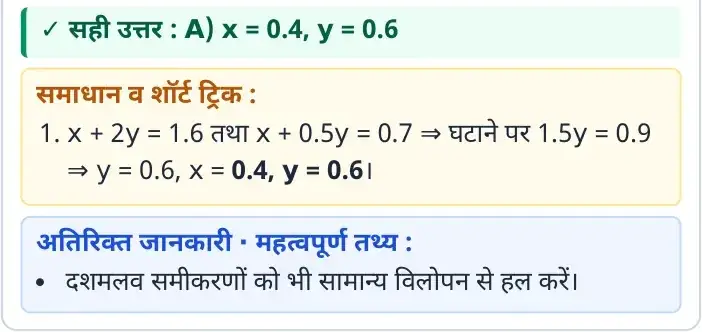 ✓ सही उत्तर : A) x = 0.4, y = 0.6
समाधान व शॉर्ट ट्रिक :
1. x + 2y = 1.6 तथा x + 0.5y = 0.7 ⇒ घटाने पर 1.5y = 0.9
⇒ y = 0.6, x = 0.4, y = 0.6।
अतिरिक्त जानकारी · महत्वपूर्ण तथ्य :
• दशमलव समीकरणों को भी सामान्य विलोपन से हल करें।